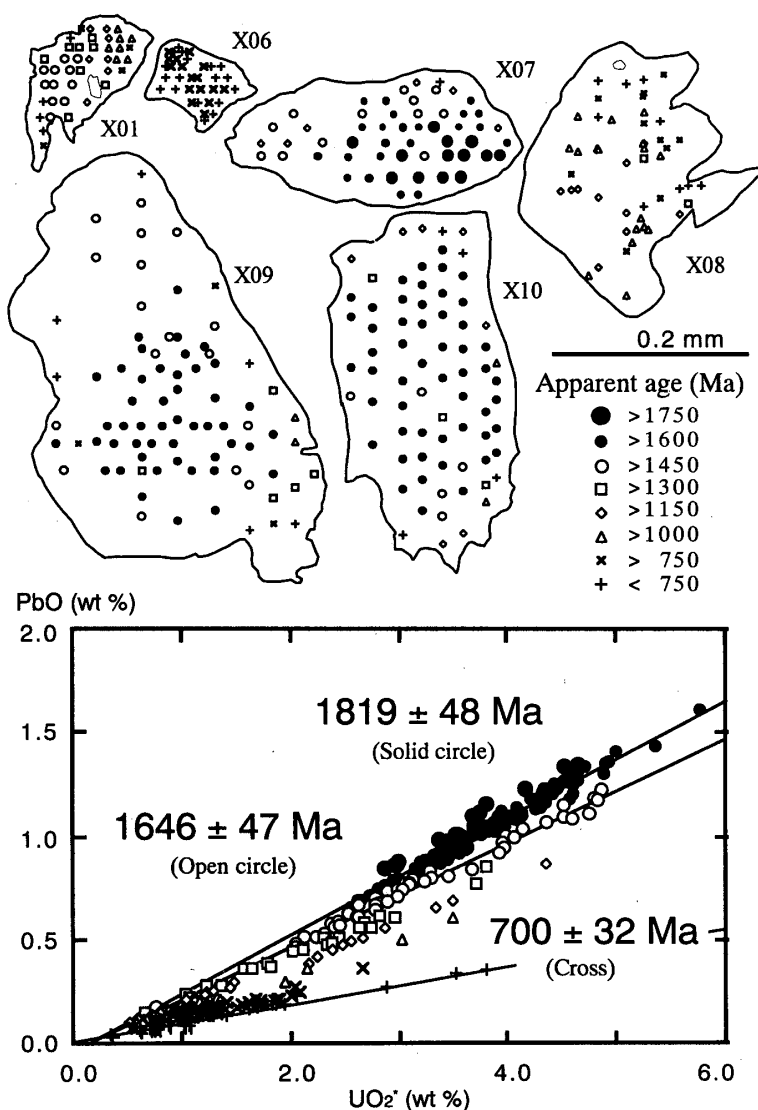 X01
X06
X07
X08
X09
X10
0.2 mm
Apparent age (Ma)
>1750
>1600
>1450
>1300
>1150
>1000
> 750
< 750
PbO (wt %)
2.0
1.5
1.0
0.5
0.0
1819 ± 48 Ma
(Solid circle)
1646 ± 47 Ma
(Open circle)
700 ± 32 Ma
(Cross)
0.0
2.0
4.0
6.0
UO₂* (wt %)